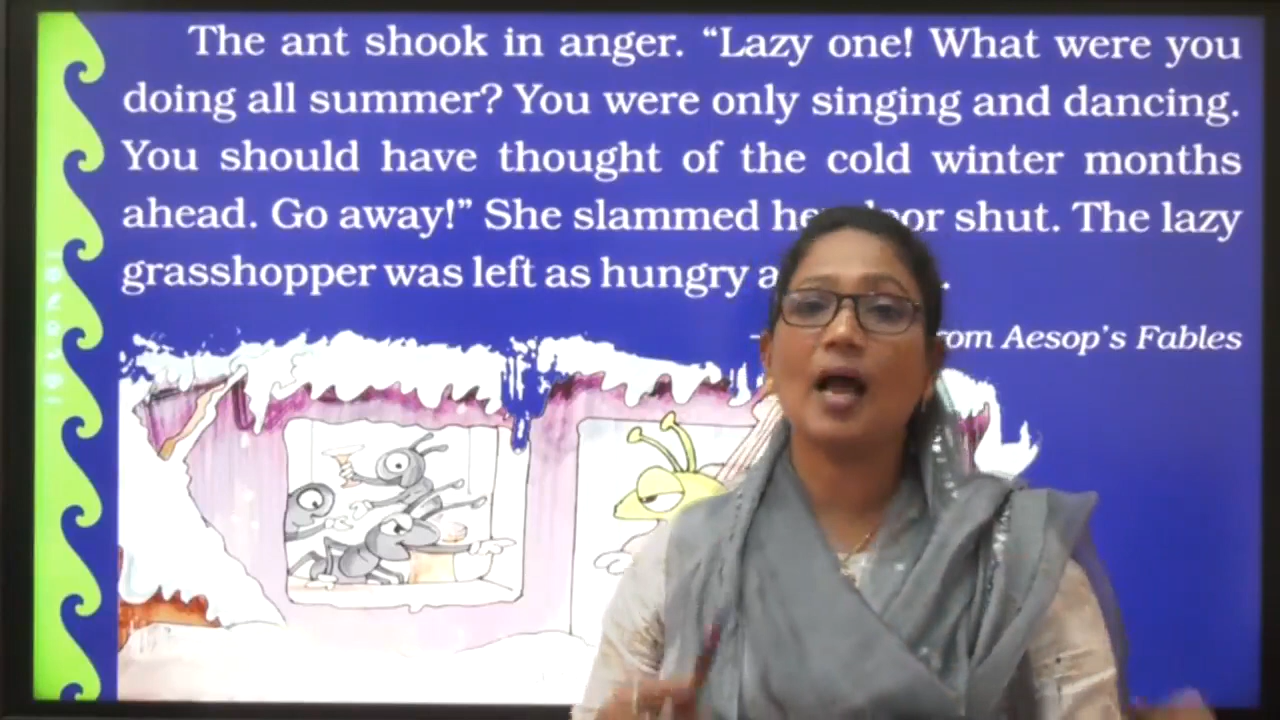 The ant shook in anger. “Lazy one! What were you
doing all summer? You were only singing and dancing.
You should have thought of the cold winter months
ahead. Go away!” She slammed her door shut. The lazy
grasshopper was left as hungry a
from Aesop’s Fables